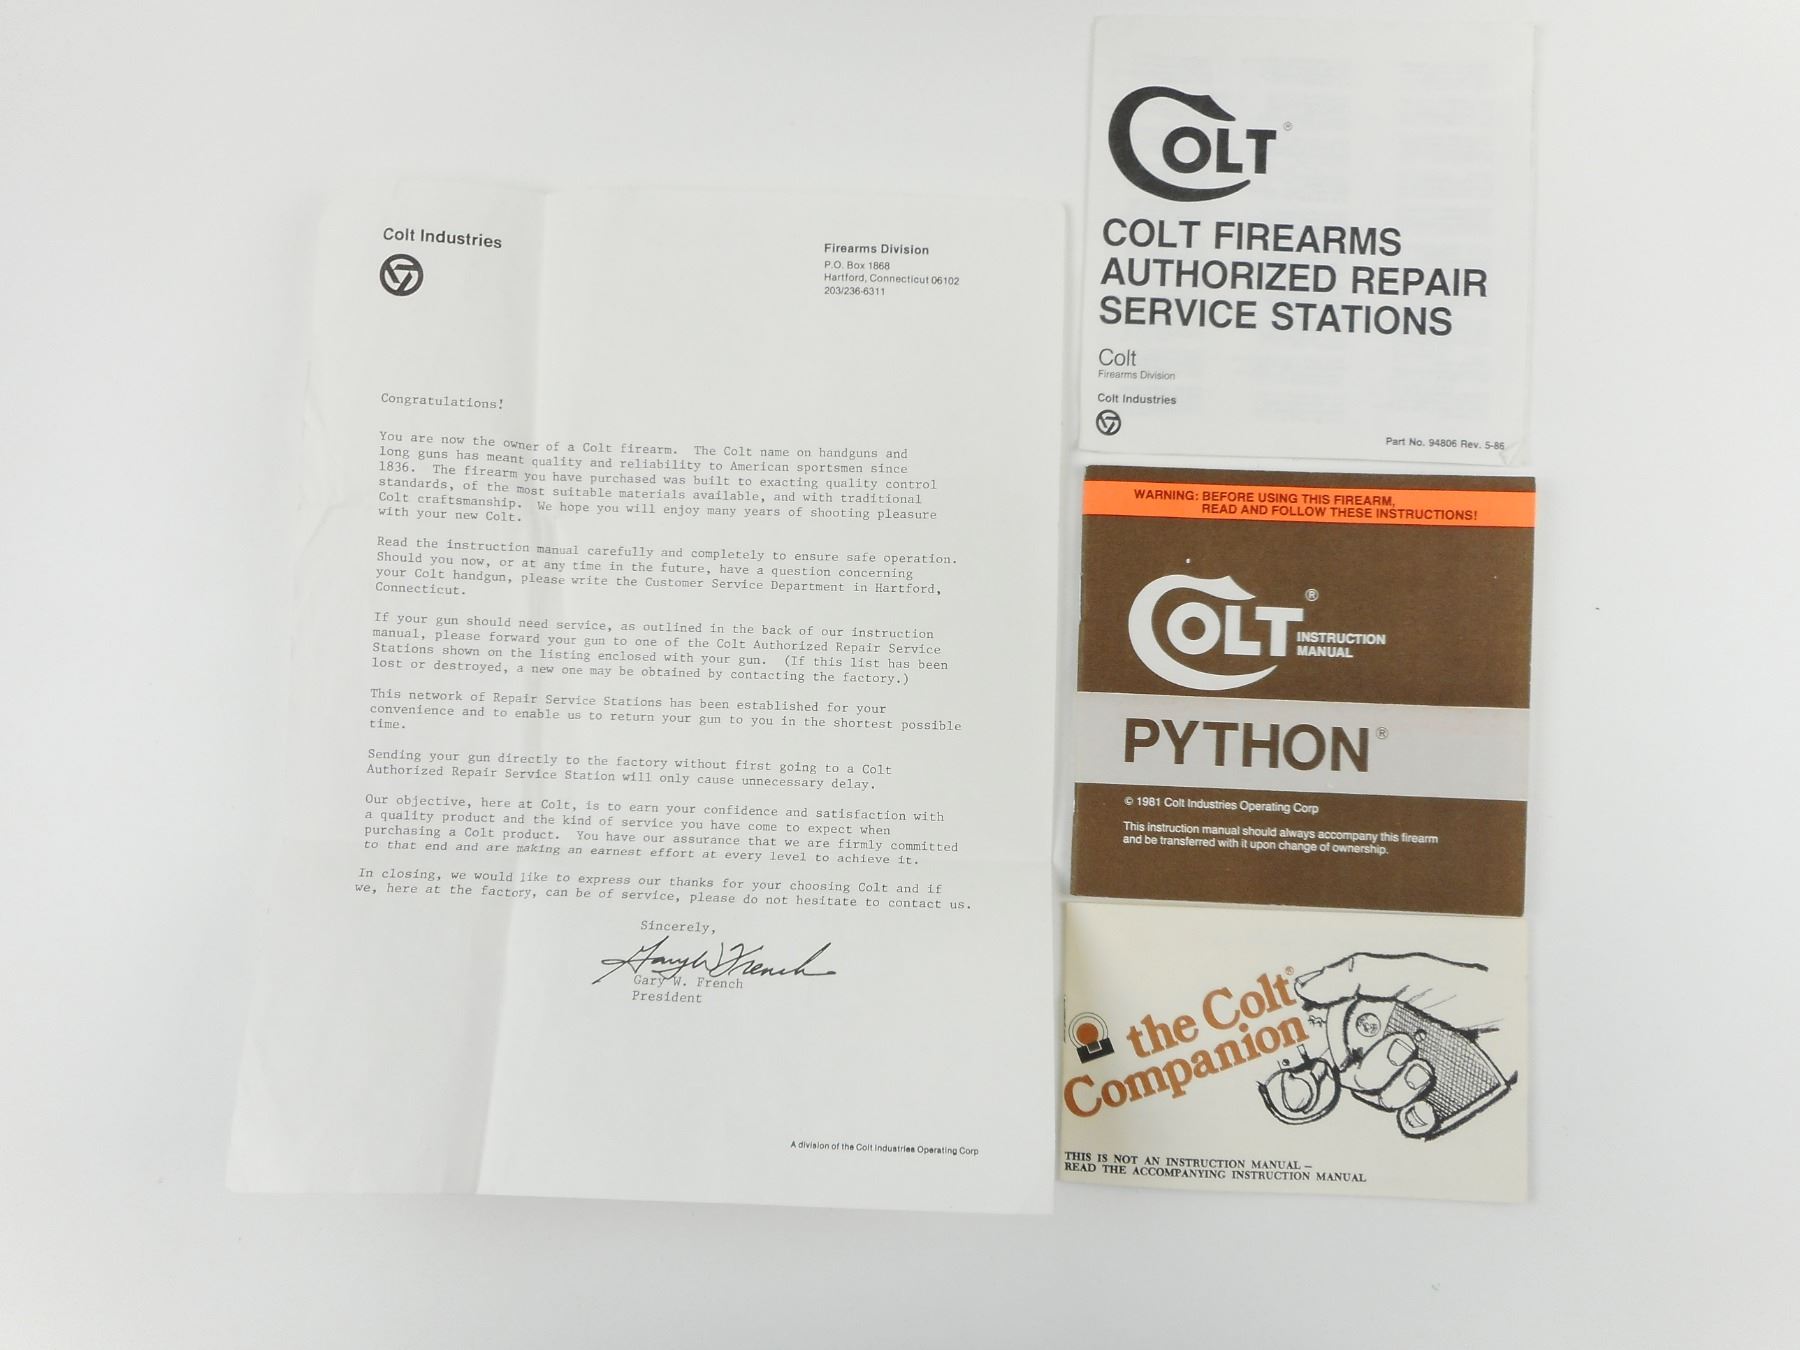 Colt Industries
Firearms Division
P.O. Box 1868
Hartford, Connecticut 06102
203/236-6311
Congratulations!
You are now the owner of a Colt firearm. The Colt name on handguns and
long guns has meant quality and reliability to American sportsmen since
1836. The firearm you have purchased was built to exacting quality control
standards, of the most suitable materials available, and with traditional
Colt craftsmanship. We hope you will enjoy many years of shooting pleasure
with your new Colt.
Read the instruction manual carefully and completely to ensure safe operation.
Should you now, or at any time in the future, have a question concerning
your Colt handgun, please write the Customer Service Department in Hartford,
Connecticut.
If your gun should need service, as outlined in the back of our instruction
manual, please forward your gun to one of the Colt Authorized Repair Service
Stations shown on the listing enclosed with your gun. (If this list has been
lost or destroyed, a new one may be obtained by contacting the factory.)
This network of Repair Service Stations has been established for your
convenience and to enable us to return your gun to you in the shortest possible
time.
Sending your gun directly to the factory without first going to a Colt
Authorized Repair Service Station will only cause unnecessary delay.
Our objective, here at Colt, is to earn your confidence and satisfaction with
a quality product and the kind of service you have come to expect when
purchasing a Colt product. You have our assurance that we are firmly committed
to that end and are making an earnest effort at every level to achieve it.
In closing, we would like to express our thanks for your choosing Colt and if
we, here at the factory, can be of service, please do not hesitate to contact us.
Sincerely,
Gary W French
Gary W. French
President
A division of the Colt Industries Operating Corp
COLT®
COLT FIREARMS
AUTHORIZED REPAIR
SERVICE STATIONS
Colt
Firearms Division
Colt Industries
Part No. 94806 Rev. 5-86
WARNING: BEFORE USING THIS FIREARM,
READ AND FOLLOW THESE INSTRUCTIONS!
COLT® INSTRUCTION
MANUAL
PYTHON®
© 1981 Colt Industries Operating Corp
This instruction manual should always accompany this firearm
and be transferred with it upon change of ownership.
the Colt®
Companion
THIS IS NOT AN INSTRUCTION MANUAL –
READ THE ACCOMPANYING INSTRUCTION MANUAL